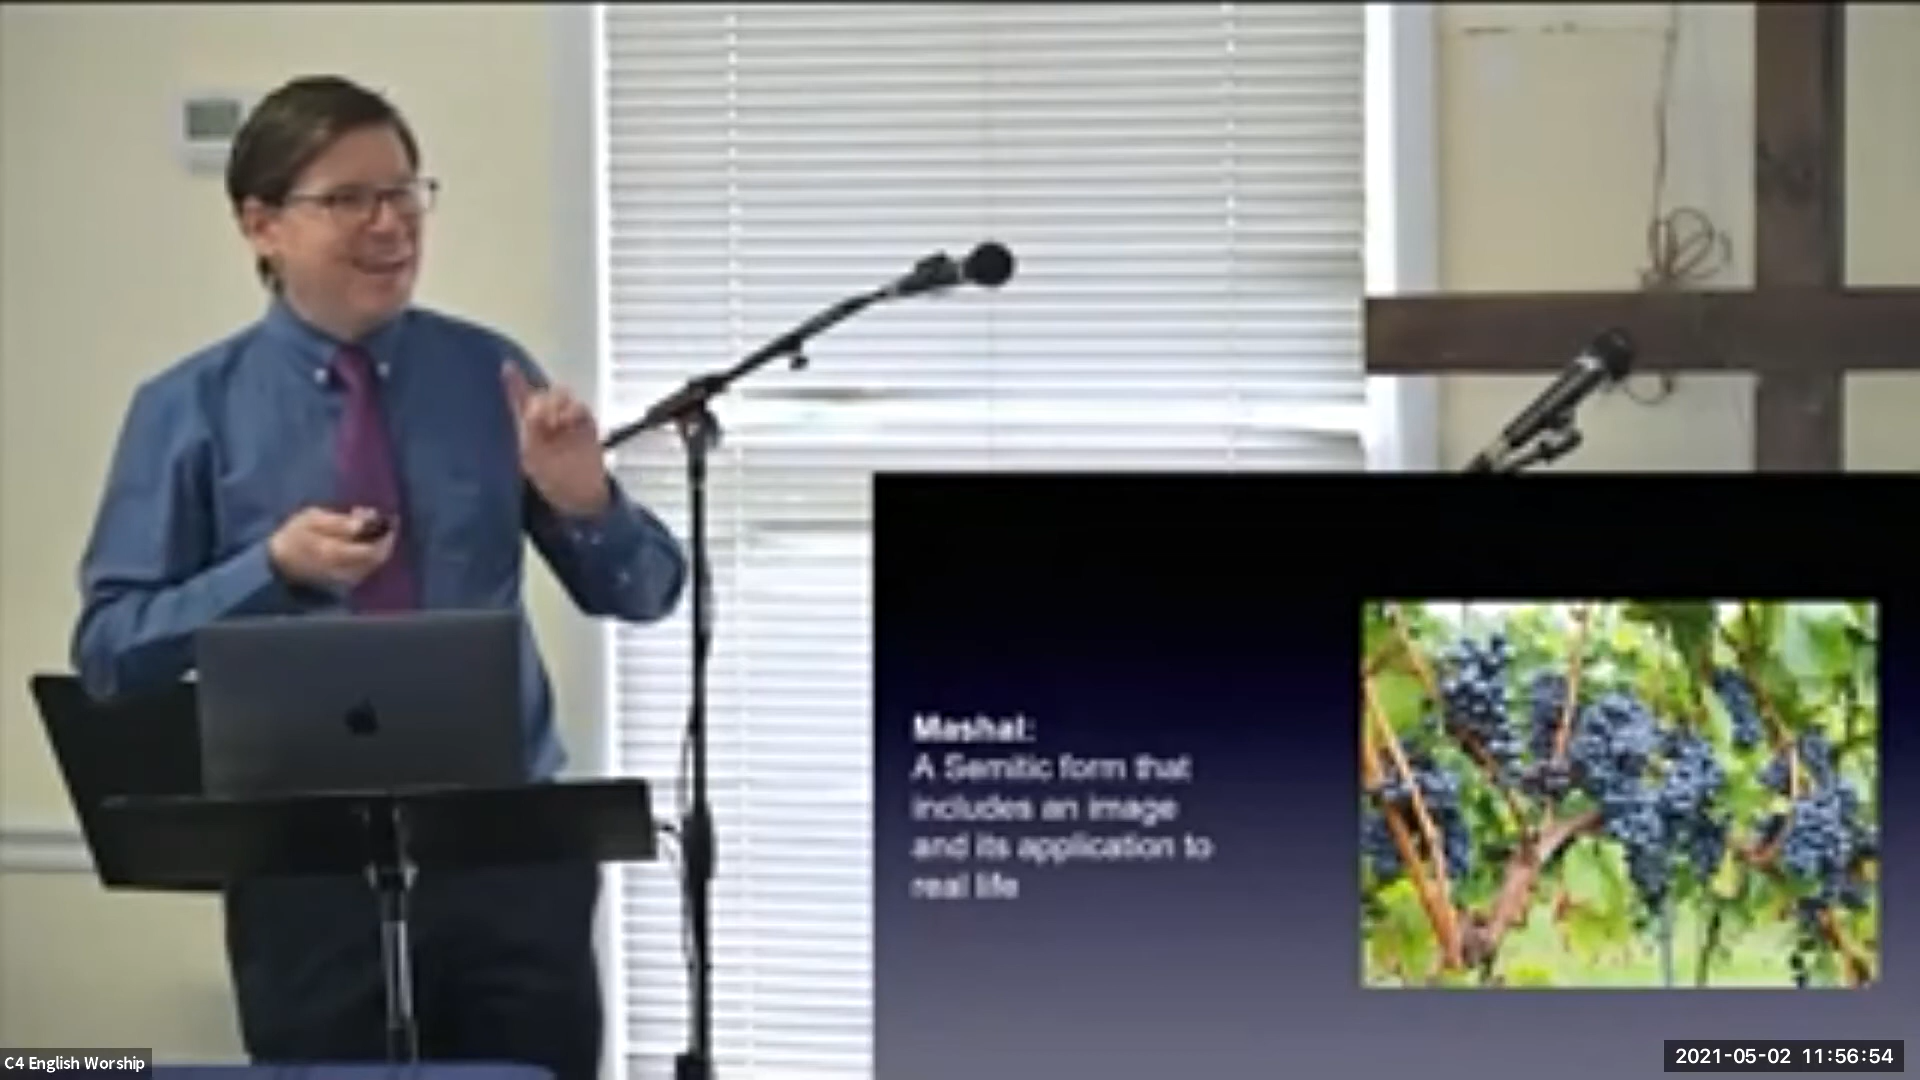 Mashal:
A Semitic form that
includes an image
and its application to
real life
C4 English Worship
2021-05-02 11:56:54